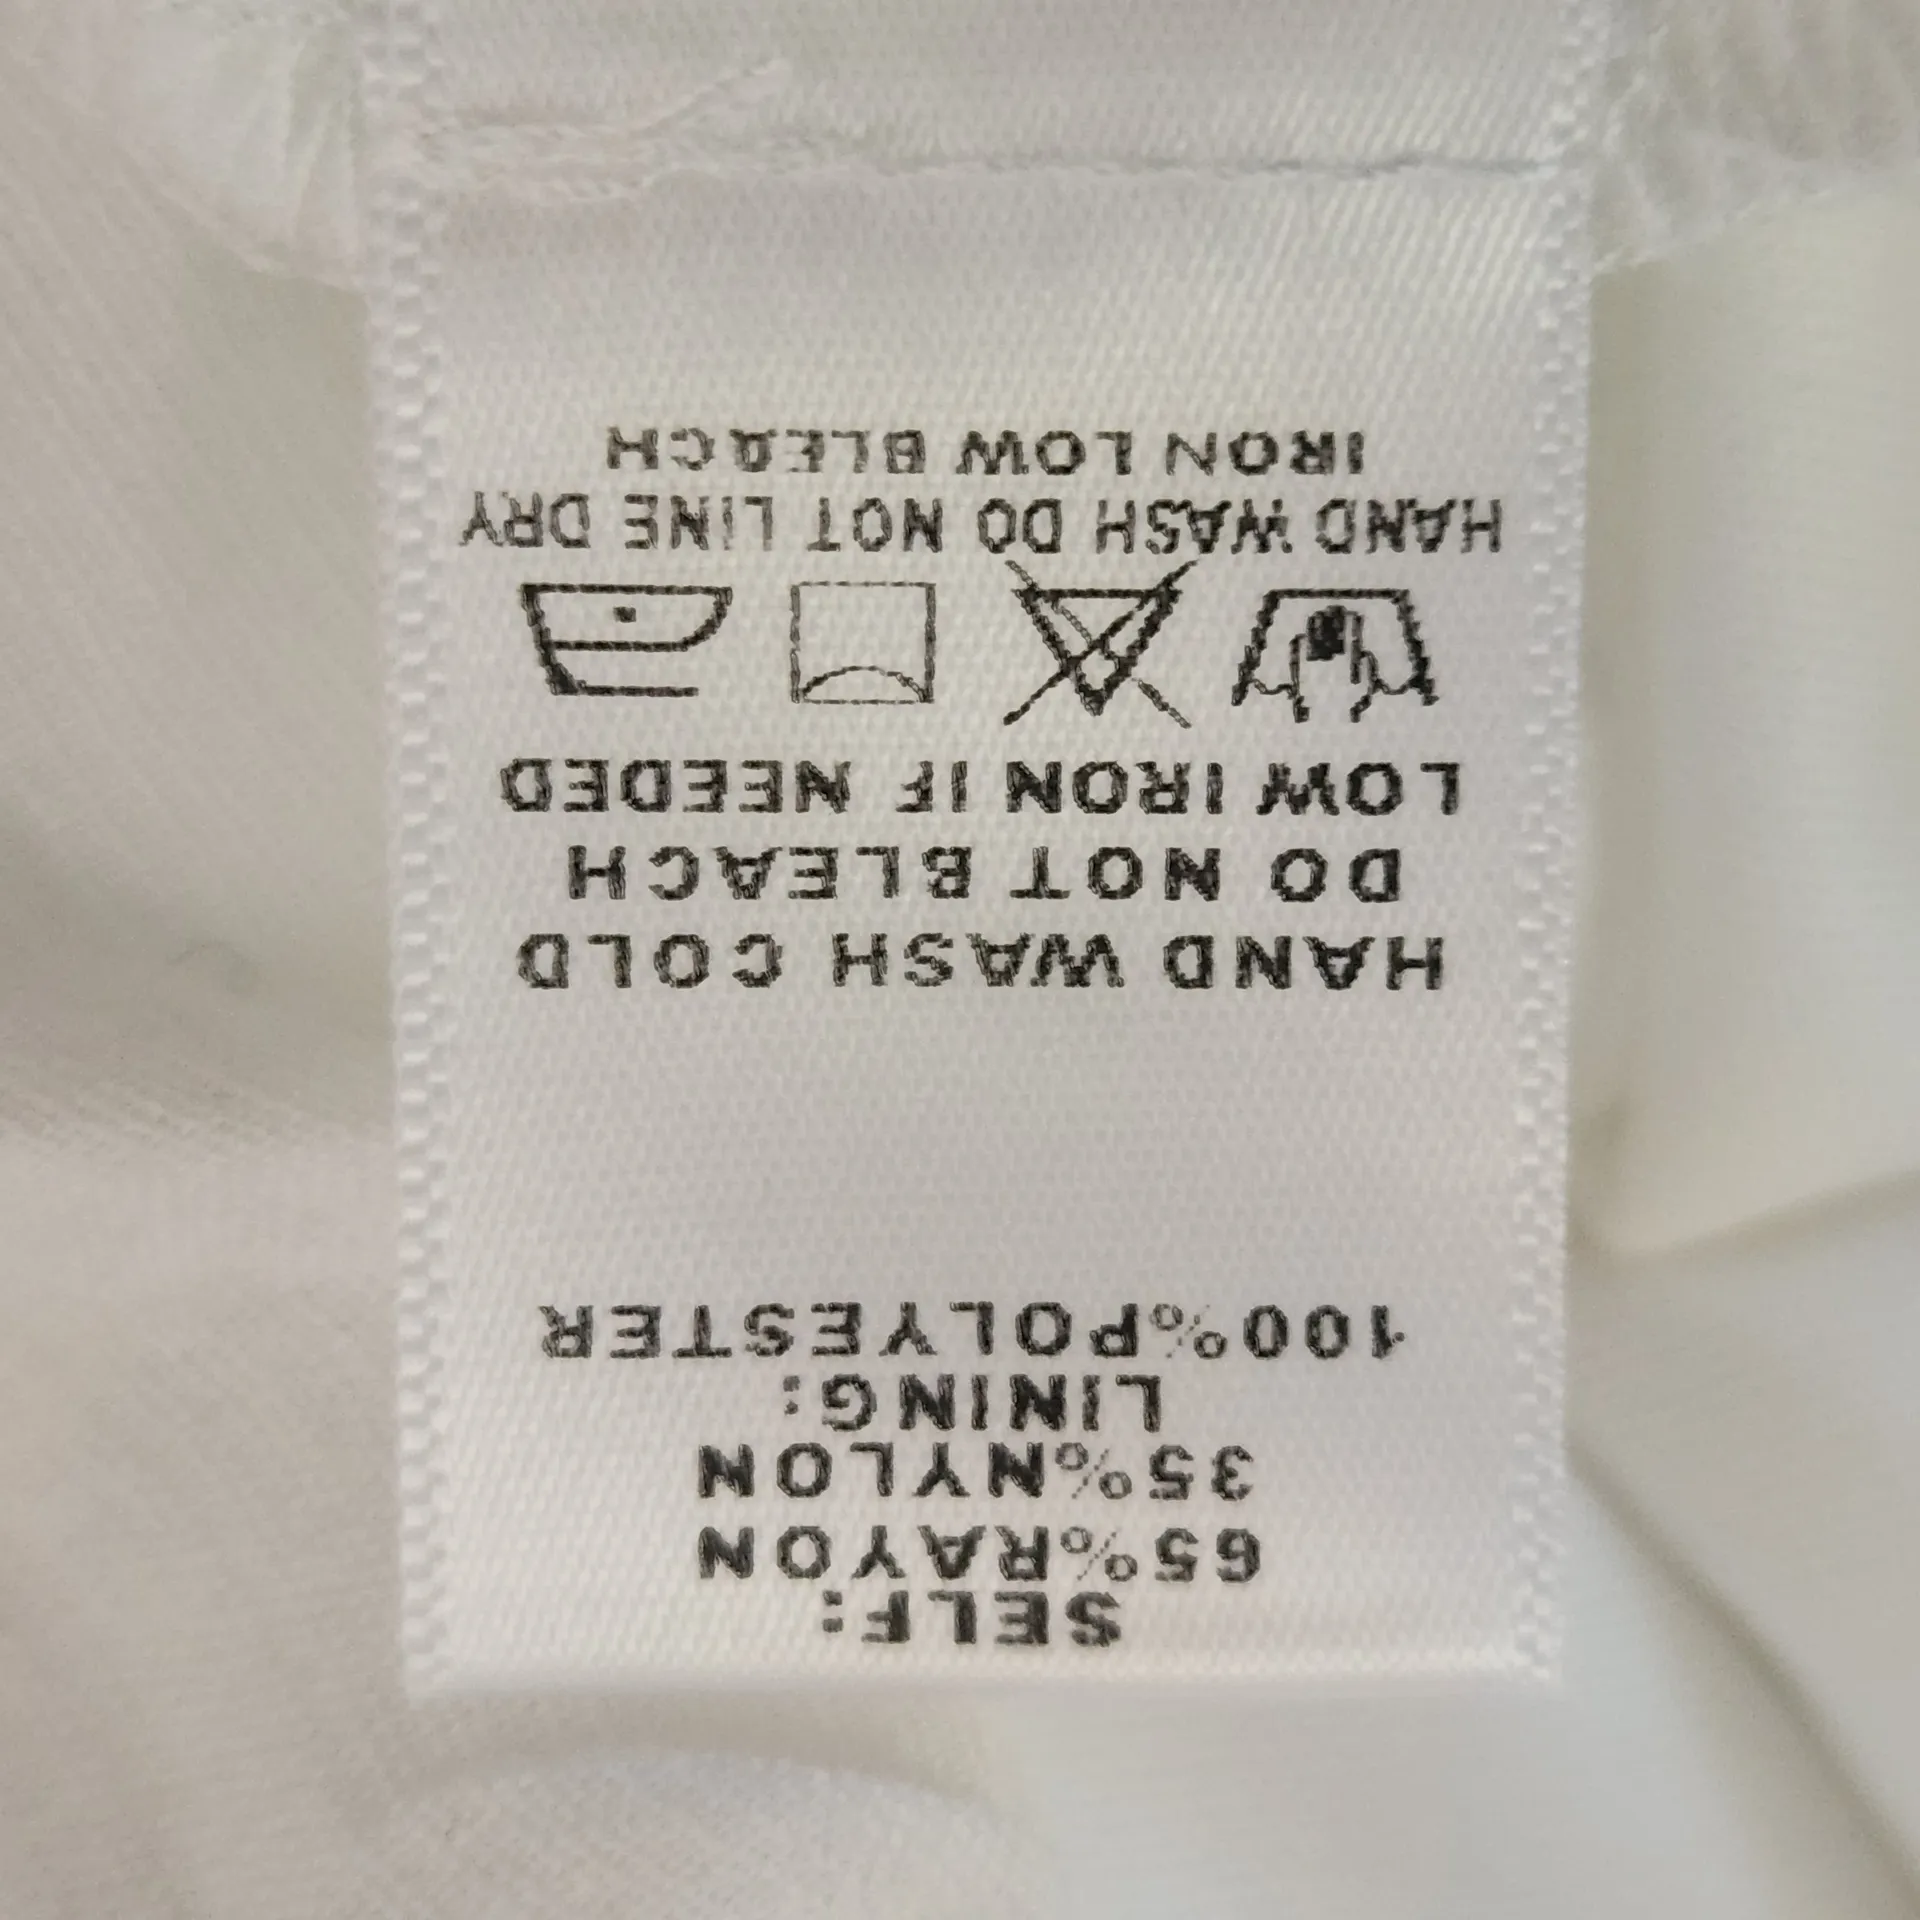 SELF:
65%RAYON
35%NYLON
LINING:
100%POLYESTER
HAND WASH COLD
DO NOT BLEACH
LOW IRON IF NEEDED
HAND WASH DO NOT LINE DRY
IRON LOW BLEACH